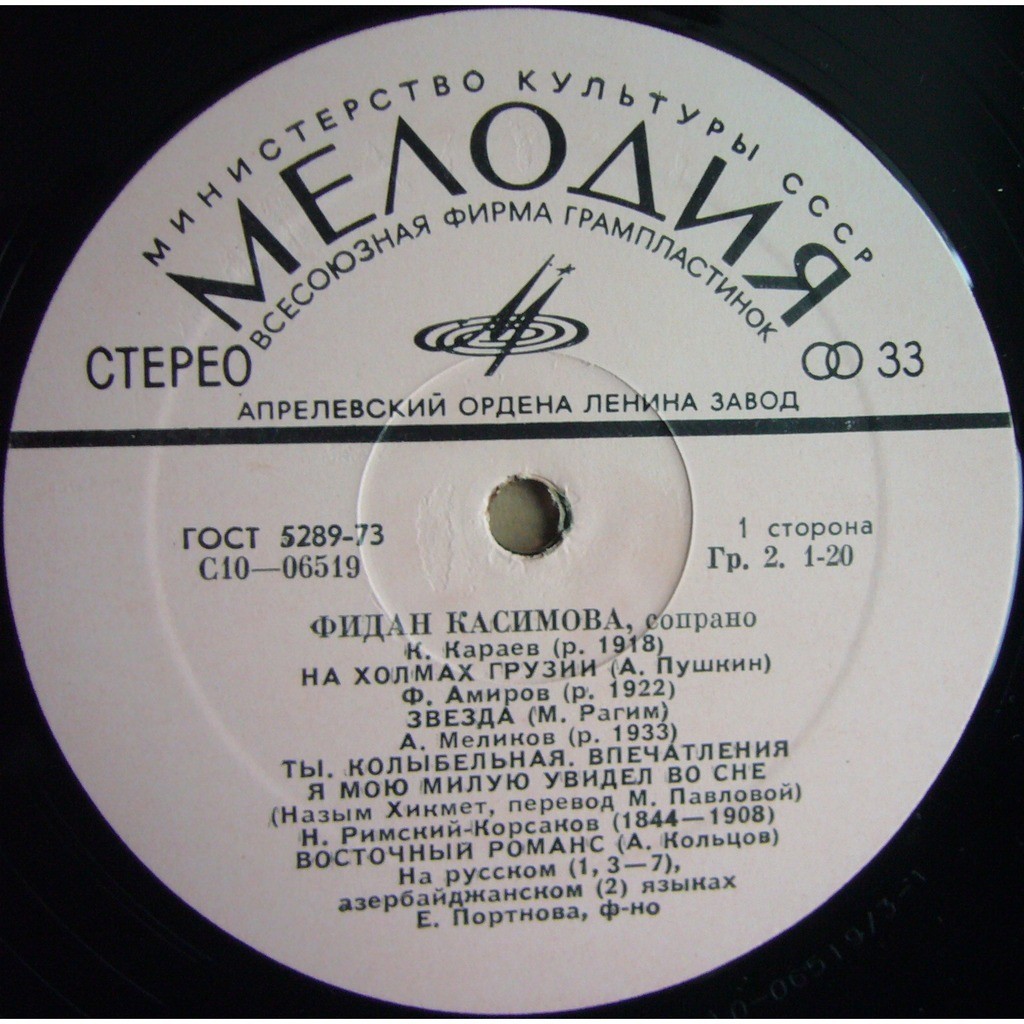 МИНИСТЕРСТВО КУЛЬТУРЫ СССР
МЕЛОДИЯ
ВСЕСОЮЗНАЯ ФИРМА ГРАМПЛАСТИНОК
СТЕРЕО
33
АПРЕЛЕВСКИЙ ОРДЕНА ЛЕНИНА ЗАВОД
ГОСТ 5289-73
С10—06519
1 сторона
Гр. 2. 1-20
ФИДАН КАСИМОВА, сопрано
К. Караев (р. 1918)
НА ХОЛМАХ ГРУЗИИ (А. Пушкин)
Ф. Амиров (р. 1922)
ЗВЕЗДА (М. Рагим)
А. Меликов (р. 1933)
ТЫ. КОЛЫБЕЛЬНАЯ. ВПЕЧАТЛЕНИЯ
Я МОЮ МИЛУЮ УВИДЕЛ ВО СНЕ
(Назым Хикмет, перевод М. Павловой)
Н. Римский-Корсаков (1844—1908)
ВОСТОЧНЫЙ РОМАНС (А. Кольцов)
На русском (1, 3—7),
азербайджанском (2) языках
Е. Портнова, ф-но